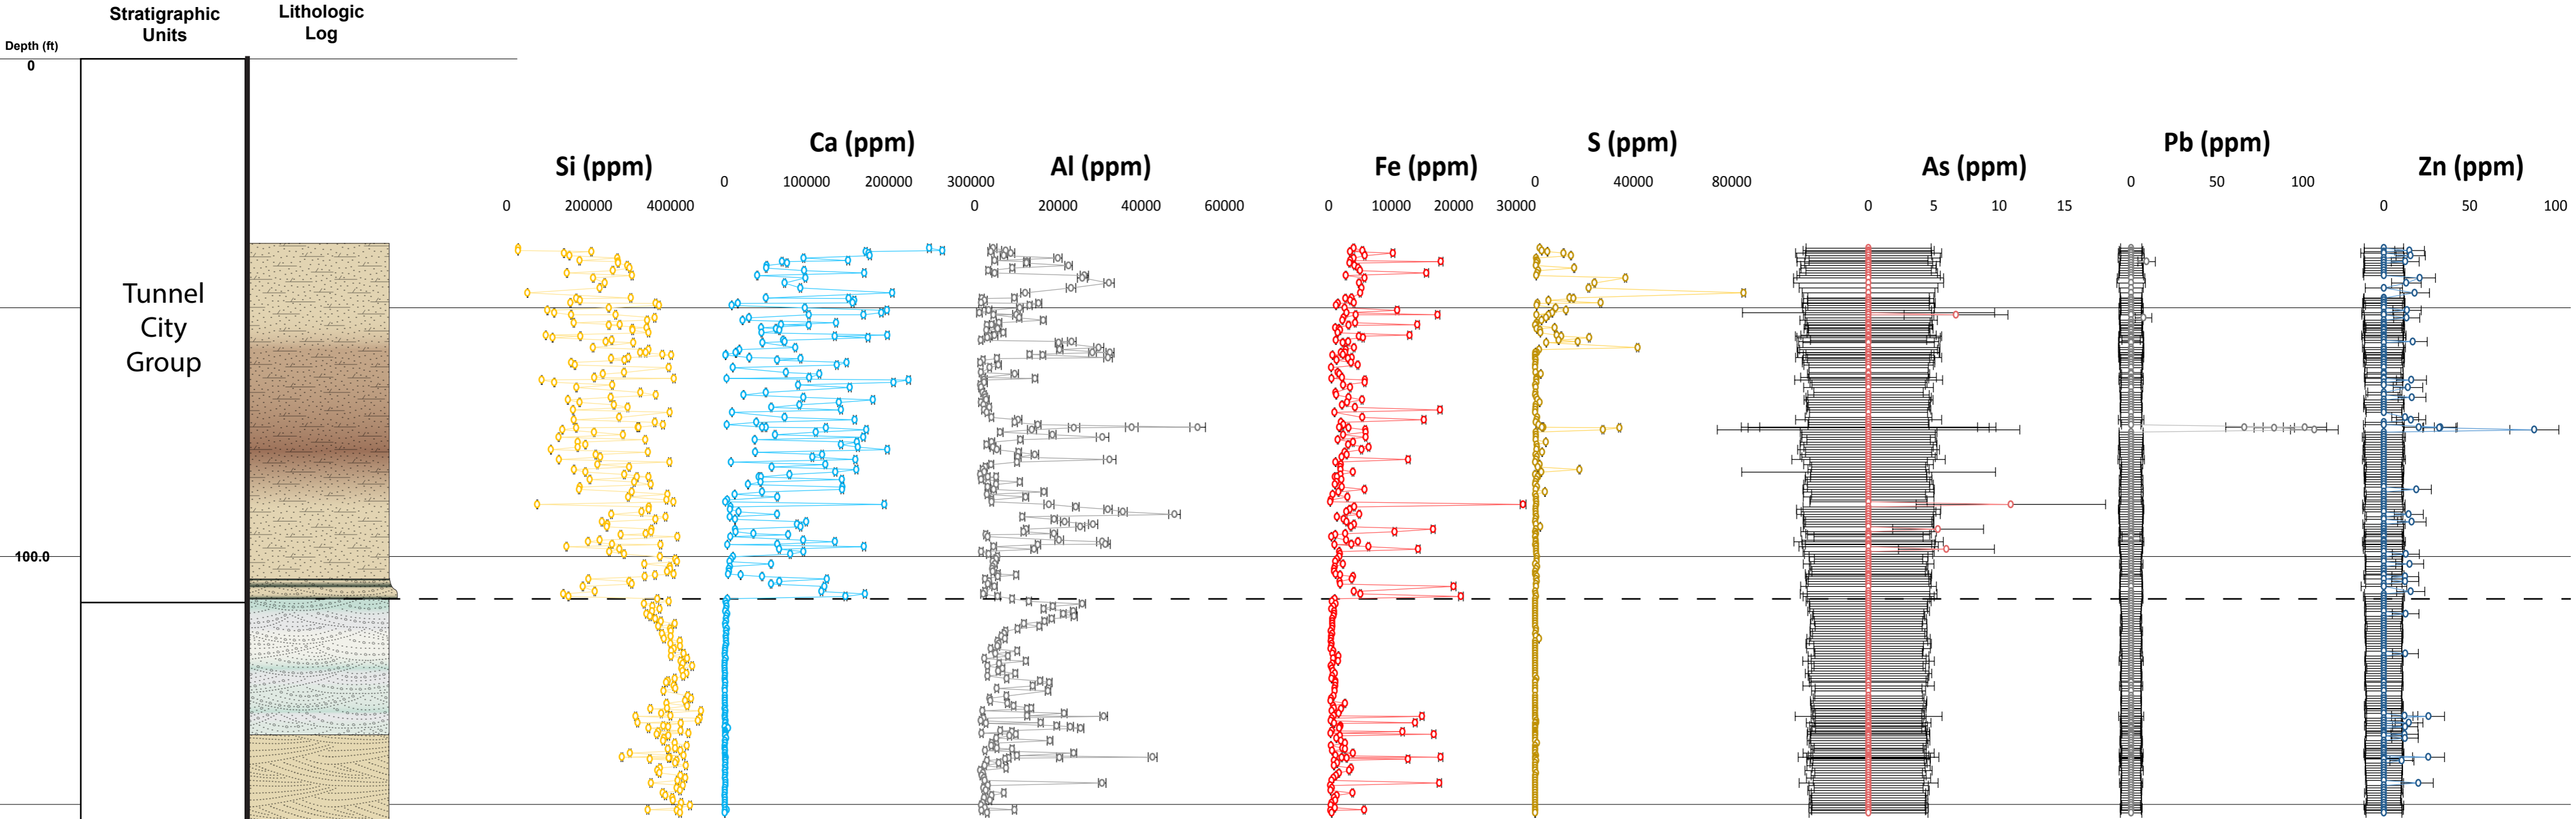 Stratigraphic
Units
Lithologic
Log
Depth (ft)
0
Tunnel
City
Group
100.0
Si (ppm)
0 200000 400000
Ca (ppm)
0 100000 200000 300000
Al (ppm)
0 20000 40000 60000
Fe (ppm)
0 10000 20000 30000
S (ppm)
0 40000 80000
As (ppm)
0 5 10 15
Pb (ppm)
0 50 100
Zn (ppm)
0 50 100